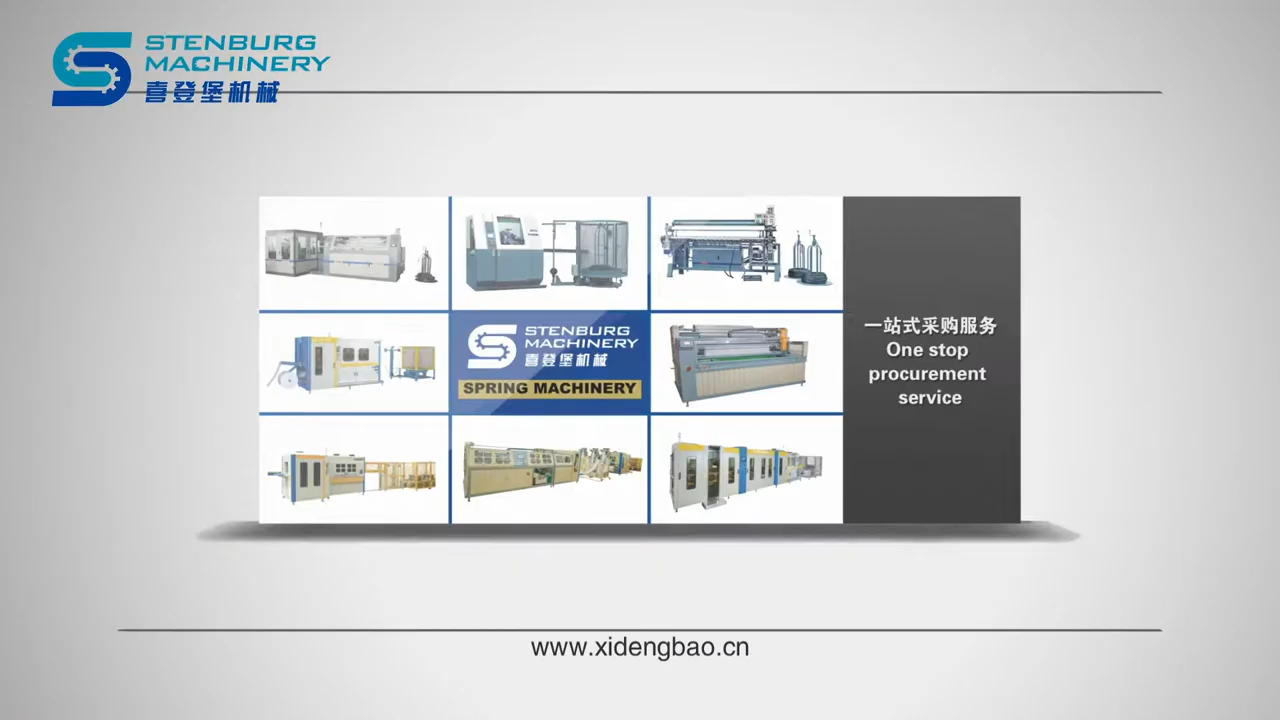 STENBURG
MACHINERY
喜登堡机械
STENBURG
MACHINERY
喜登堡机械
SPRING MACHINERY
一站式采购服务
One stop
procurement
service
www.xidengbao.cn